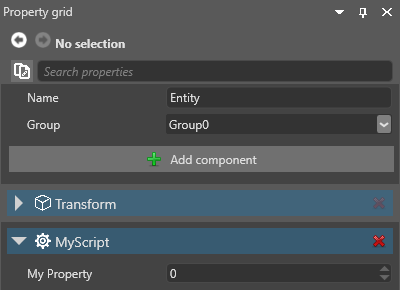 Property grid
No selection
Search properties
Name Entity
Group Group0
Add component
Transform
MyScript
My Property 0